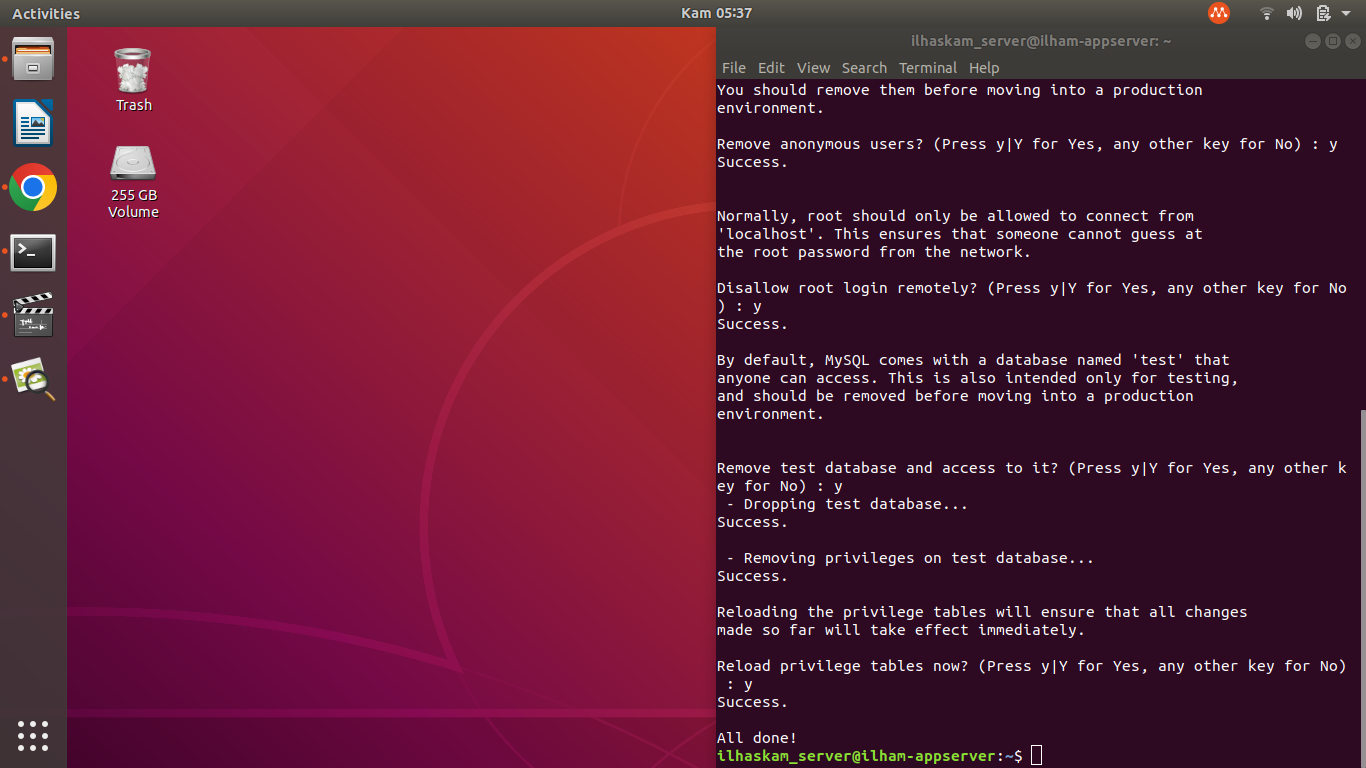 Activities
Kam 05:37
Trash
255 GB
Volume
ilhaskam_server@ilham-appserver: ~
File Edit View Search Terminal Help
You should remove them before moving into a production
environment.
Remove anonymous users? (Press y|Y for Yes, any other key for No) : y
Success.
Normally, root should only be allowed to connect from
'localhost'. This ensures that someone cannot guess at
the root password from the network.
Disallow root login remotely? (Press y|Y for Yes, any other key for No
) : y
Success.
By default, MySQL comes with a database named 'test' that
anyone can access. This is also intended only for testing,
and should be removed before moving into a production
environment.
Remove test database and access to it? (Press y|Y for Yes, any other k
ey for No) : y
- Dropping test database...
Success.
- Removing privileges on test database...
Success.
Reloading the privilege tables will ensure that all changes
made so far will take effect immediately.
Reload privilege tables now? (Press y|Y for Yes, any other key for No)
: y
Success.
All done!
ilhaskam_server@ilham-appserver:~$